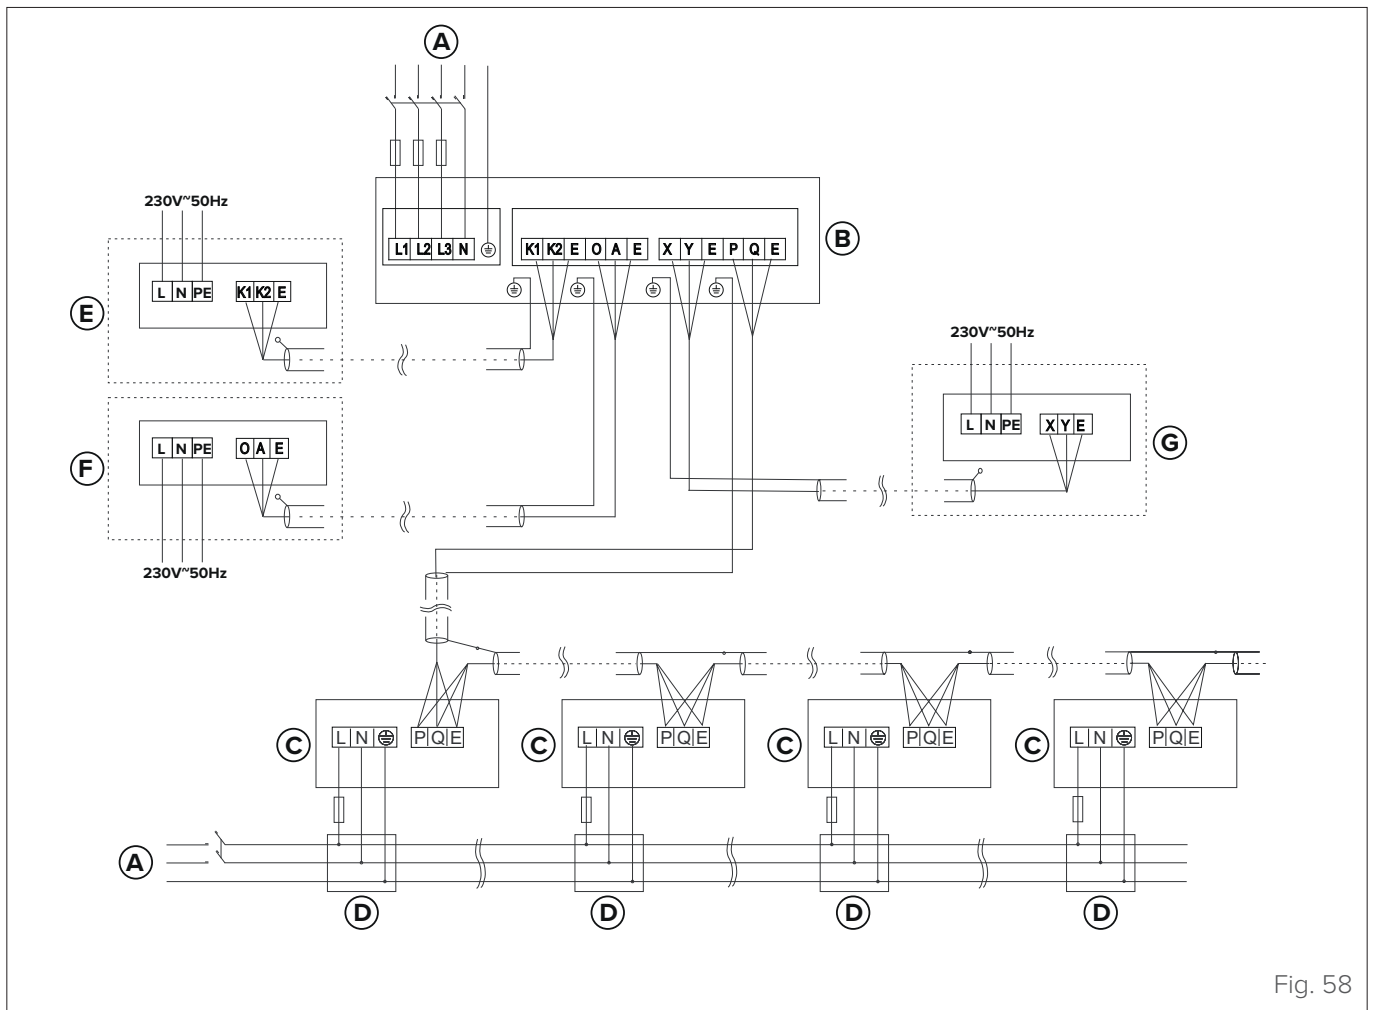 A
230V~50Hz
L1 L2 L3 N
K1 K2 E O A E
X Y E P Q E
B
L N PE
K1 K2 E
E
230V~50Hz
L N PE
X Y E
G
L N PE
O A E
F
230V~50Hz
C
L N
P Q E
C
L N
P Q E
C
L N
P Q E
C
L N
P Q E
A
D
D
D
D
Fig. 58